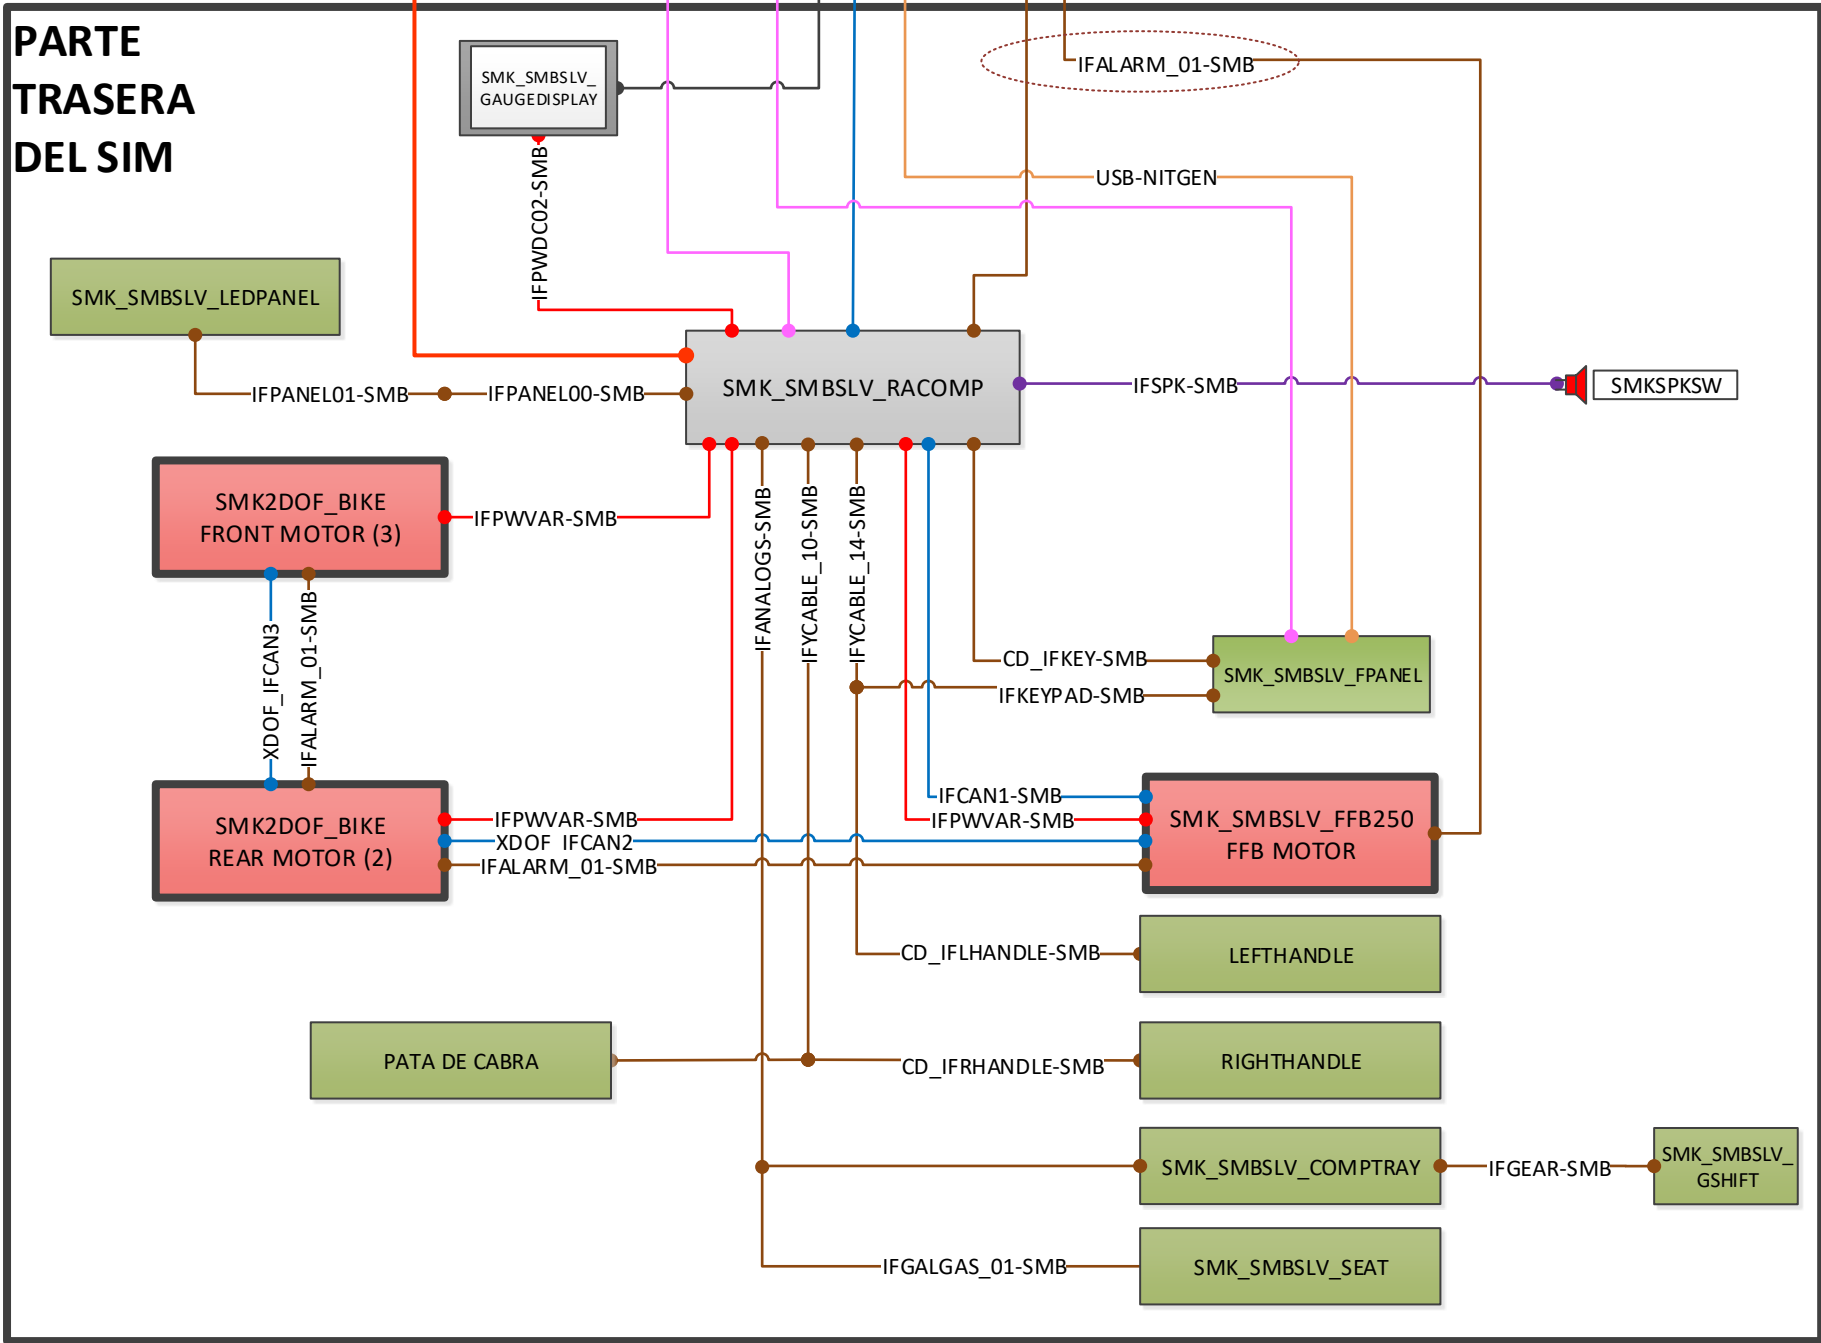 PARTE
TRASERA
DEL SIM
SMK_SMBSLV_
GAUGEDISPLAY
IFALARM_01-SMB
IFPWDC02-SMB
USB-NITGEN
SMK_SMBSLV_LEDPANEL
IFPANEL01-SMB
IFPANEL00-SMB
SMK_SMBSLV_RACOMP
IFSPK-SMB
SMKSPKSW
SMK2DOF_BIKE
FRONT MOTOR (3)
IFPWVAR-SMB
IFANALOGS-SMB
IFYCABLE_10-SMB
IFYCABLE_14-SMB
XDOF_IFCAN3
IFALARM_01-SMB
CD_IFKEY-SMB
IFKEYPAD-SMB
SMK_SMBSLV_FPANEL
SMK2DOF_BIKE
REAR MOTOR (2)
IFPWVAR-SMB
XDOF_IFCAN2
IFALARM_01-SMB
IFCAN1-SMB
IFPWVAR-SMB
SMK_SMBSLV_FFB250
FFB MOTOR
CD_IFLHANDLE-SMB
LEFTHANDLE
PATA DE CABRA
CD_IFRHANDLE-SMB
RIGHTHANDLE
SMK_SMBSLV_COMPTRAY
IFGEAR-SMB
SMK_SMBSLV_
GSHIFT
IFGALGAS_01-SMB
SMK_SMBSLV_SEAT